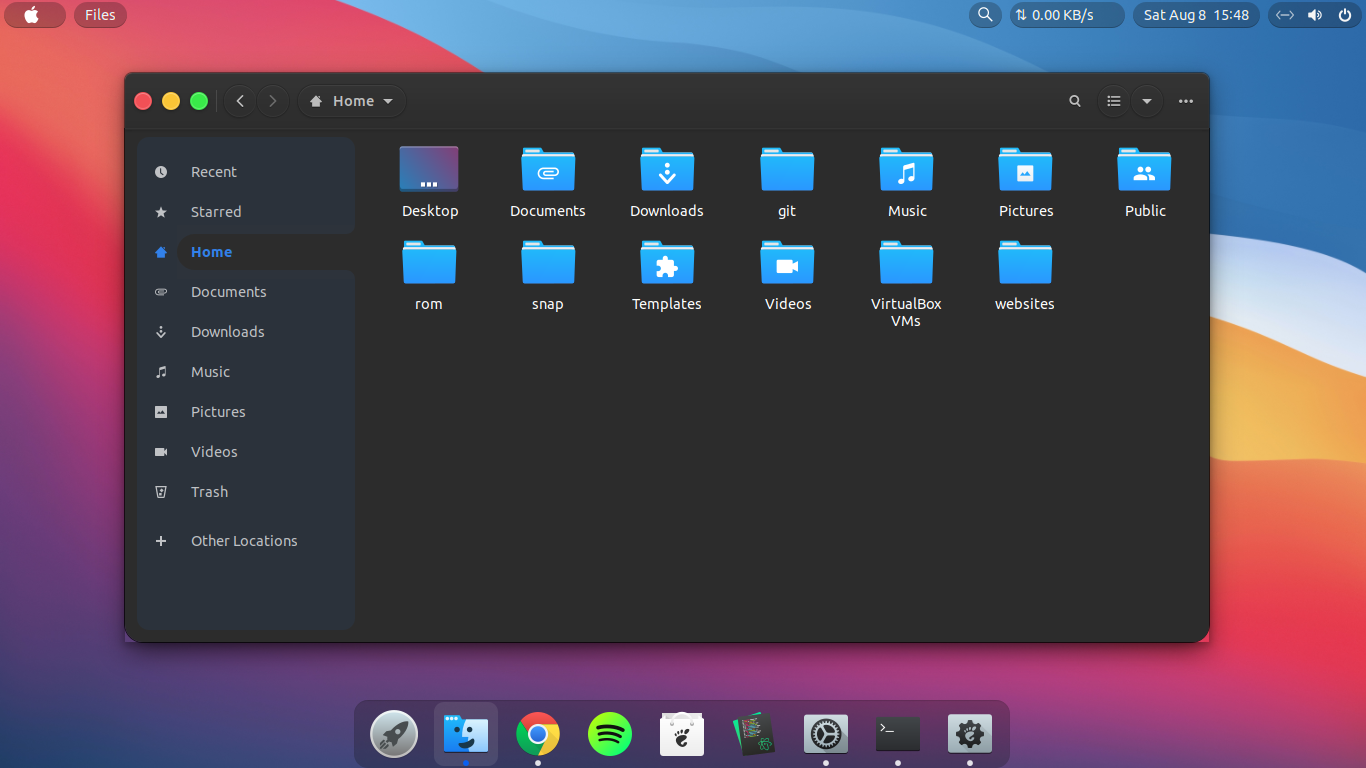 Files
0.00 KB/s
Sat Aug 8 15:48
Home
Recent
Starred
Home
Documents
Downloads
Music
Pictures
Videos
Trash
Other Locations
Desktop
Documents
Downloads
git
Music
Pictures
Public
rom
snap
Templates
Videos
VirtualBox
VMs
websites
>_